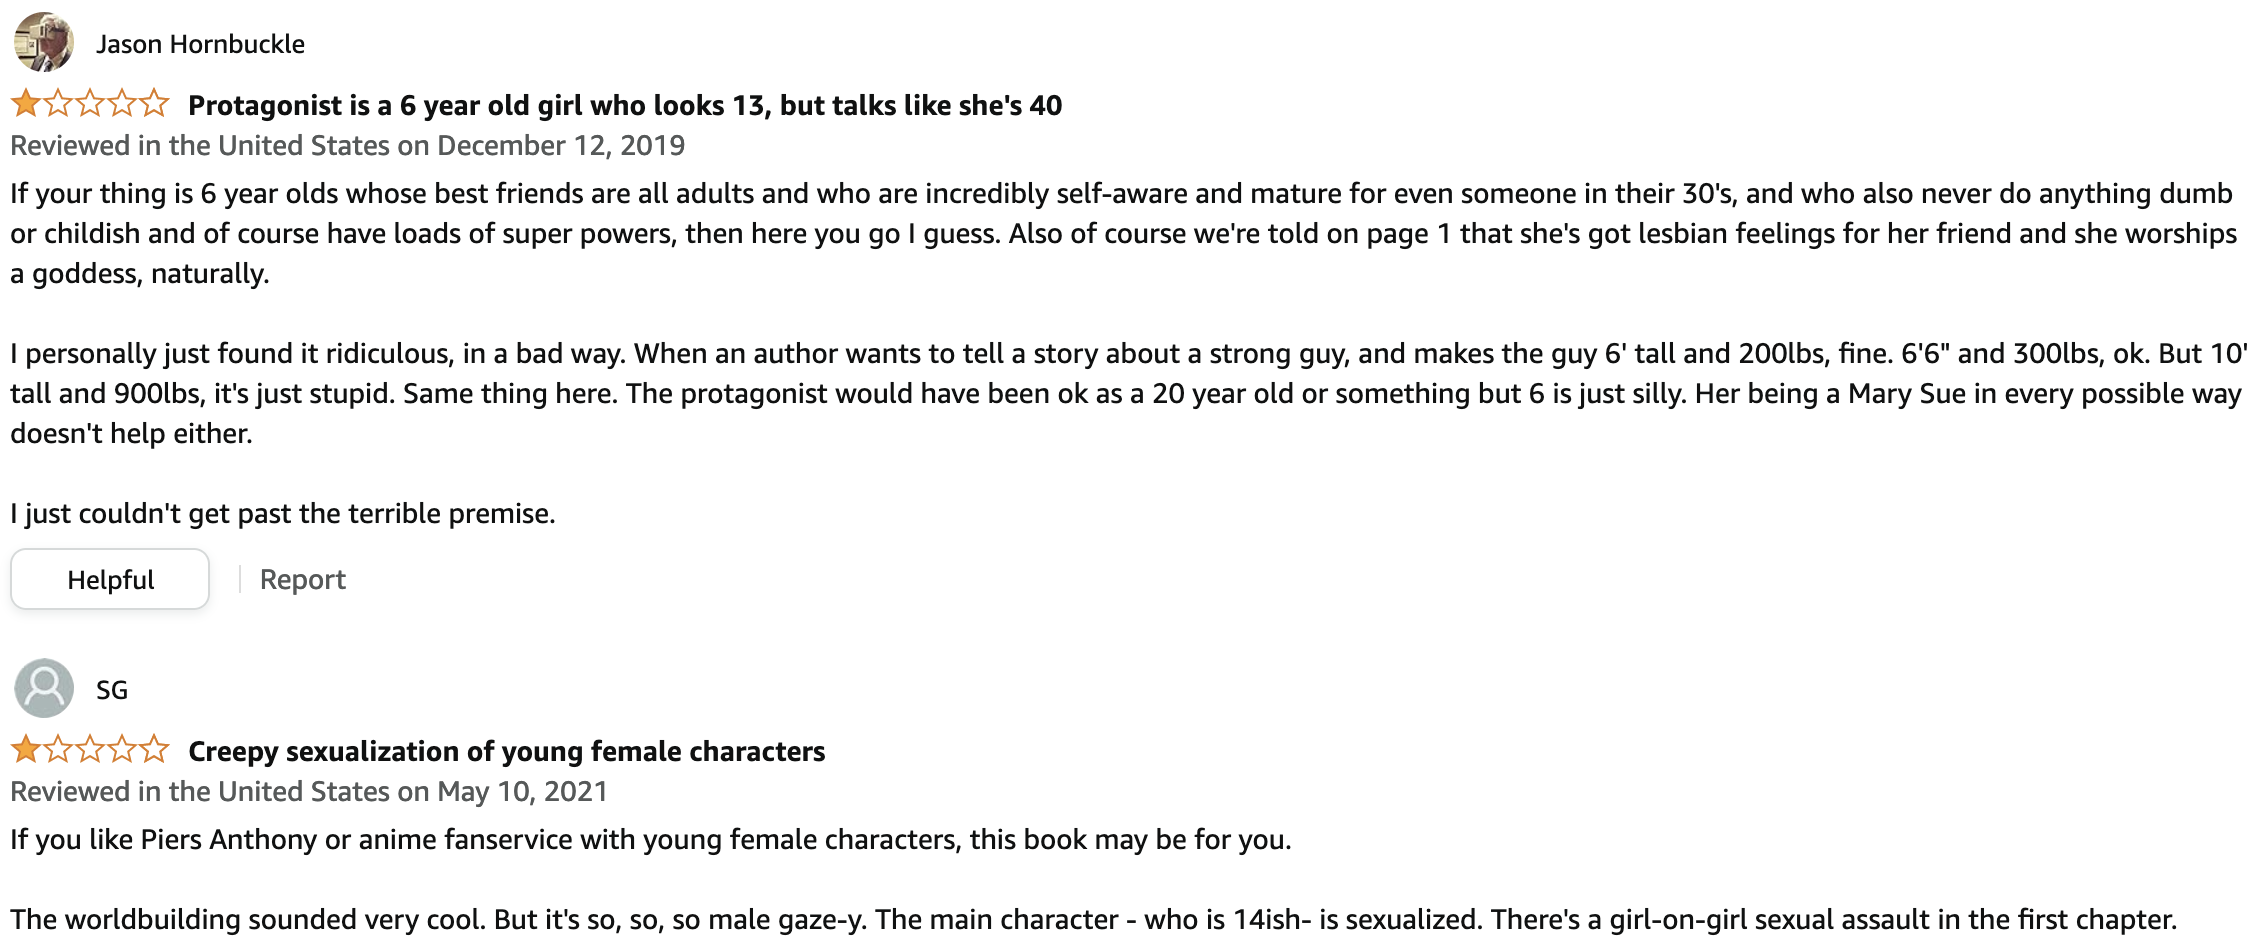 Jason Hornbuckle
Protagonist is a 6 year old girl who looks 13, but talks like she's 40
Reviewed in the United States on December 12, 2019
If your thing is 6 year olds whose best friends are all adults and who are incredibly self-aware and mature for even someone in their 30's, and who also never do anything dumb
or childish and of course have loads of super powers, then here you go I guess. Also of course we're told on page 1 that she's got lesbian feelings for her friend and she worships
a goddess, naturally.
I personally just found it ridiculous, in a bad way. When an author wants to tell a story about a strong guy, and makes the guy 6' tall and 200lbs, fine. 6'6" and 300lbs, ok. But 10'
tall and 900lbs, it's just stupid. Same thing here. The protagonist would have been ok as a 20 year old or something but 6 is just silly. Her being a Mary Sue in every possible way
doesn't help either.
I just couldn't get past the terrible premise.
Helpful
Report
SG
Creepy sexualization of young female characters
Reviewed in the United States on May 10, 2021
If you like Piers Anthony or anime fanservice with young female characters, this book may be for you.
The worldbuilding sounded very cool. But it's so, so, so male gaze-y. The main character - who is 14ish- is sexualized. There's a girl-on-girl sexual assault in the first chapter.